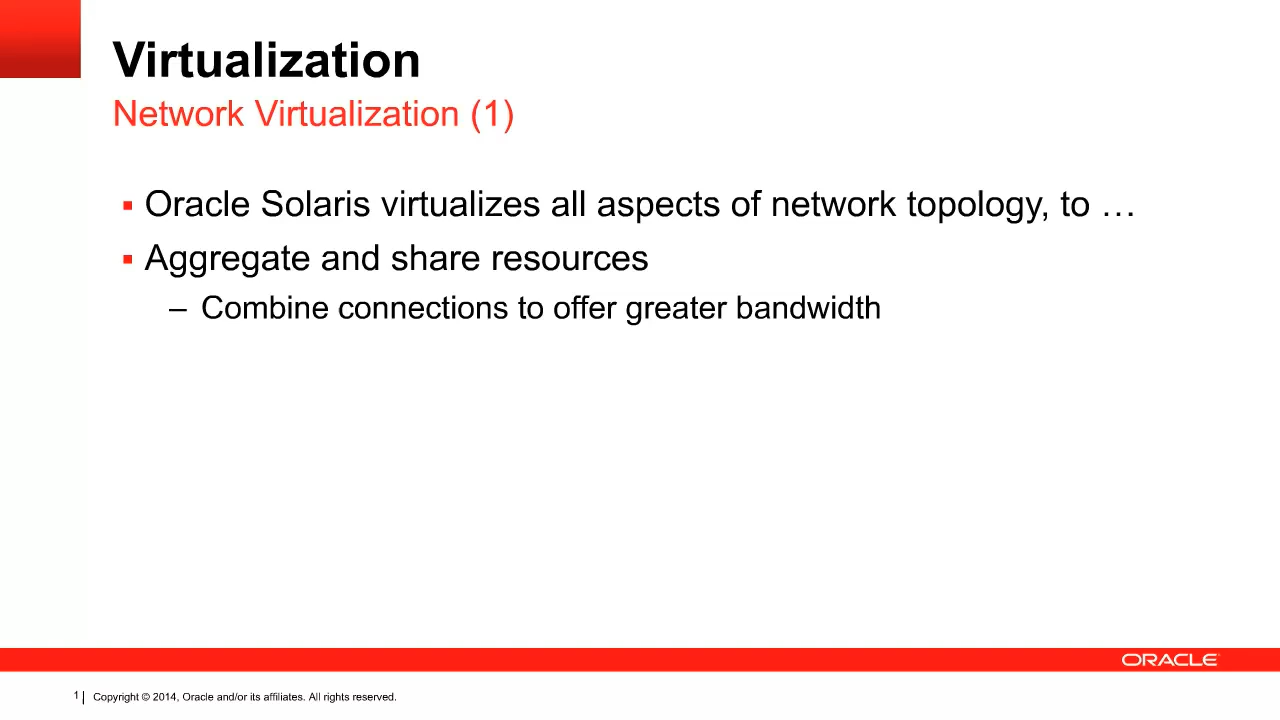 Virtualization
Network Virtualization (1)
▪ Oracle Solaris virtualizes all aspects of network topology, to …
▪ Aggregate and share resources
– Combine connections to offer greater bandwidth
ORACLE
1 | Copyright © 2014, Oracle and/or its affiliates. All rights reserved.